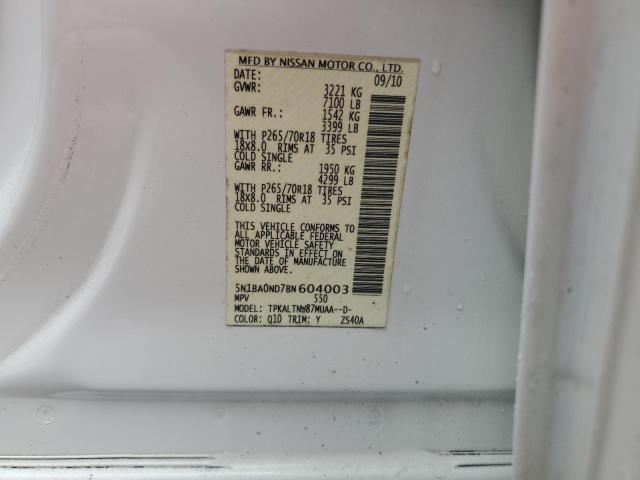 MFD BY NISSAN MOTOR CO., LTD.
DATE: 09/10
GVWR: 3221 KG
7100 LB
GAWR FR.: 1542 KG
3399 LB
WITH P265/70R18 TIRES
18X8.0 RIMS AT 35 PSI
COLD SINGLE
GAWR RR.: 1950 KG
4299 LB
WITH P265/70R18 TIRES
18X8.0 RIMS AT 35 PSI
COLD SINGLE
THIS VEHICLE CONFORMS TO
ALL APPLICABLE FEDERAL
MOTOR VEHICLE SAFETY
STANDARDS IN EFFECT ON
THE DATE OF MANUFACTURE
SHOWN ABOVE.
5N1BA0ND7BN604003
MPV 550
MODEL: TPKALTNW87MUAA--D-
COLOR: Q10 TRIM: Y ZS40A